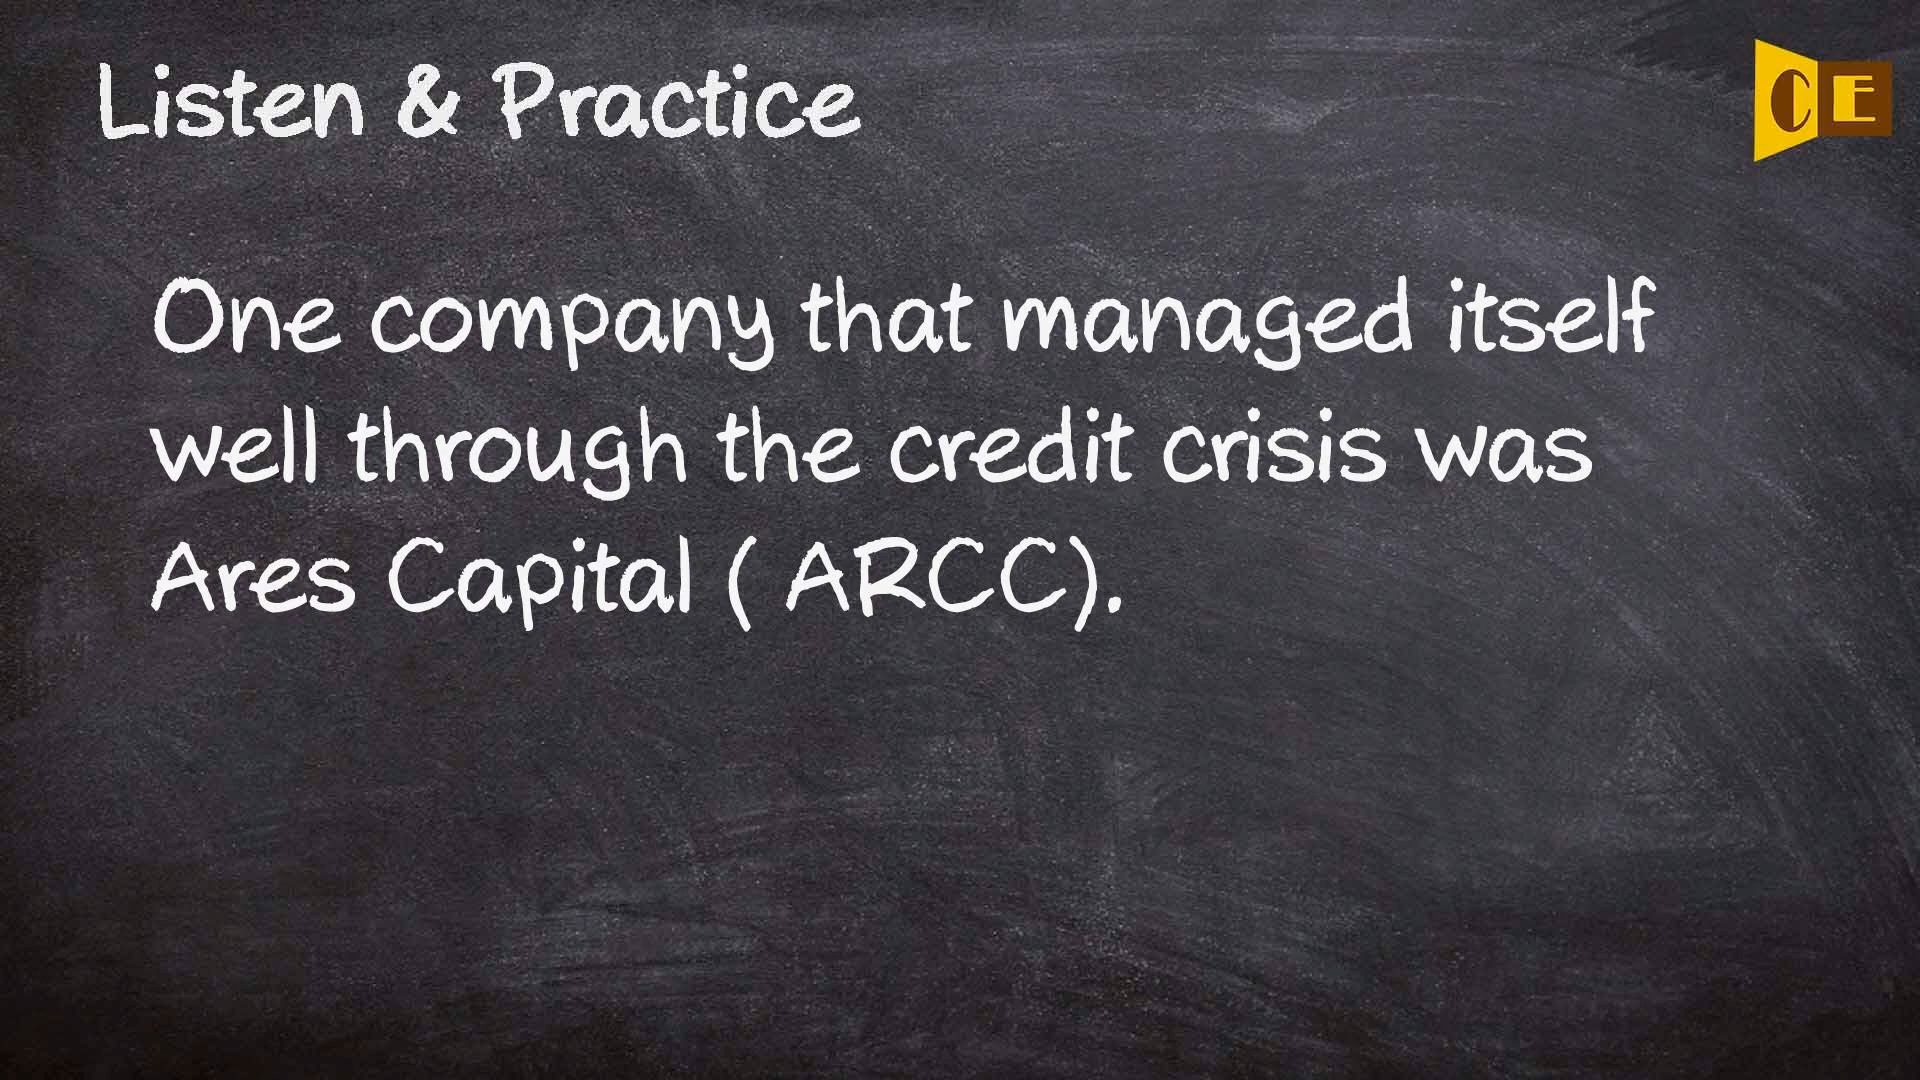 Listen & Practice
CE
One company that managed itself
well through the credit crisis was
Ares Capital ( ARCC).